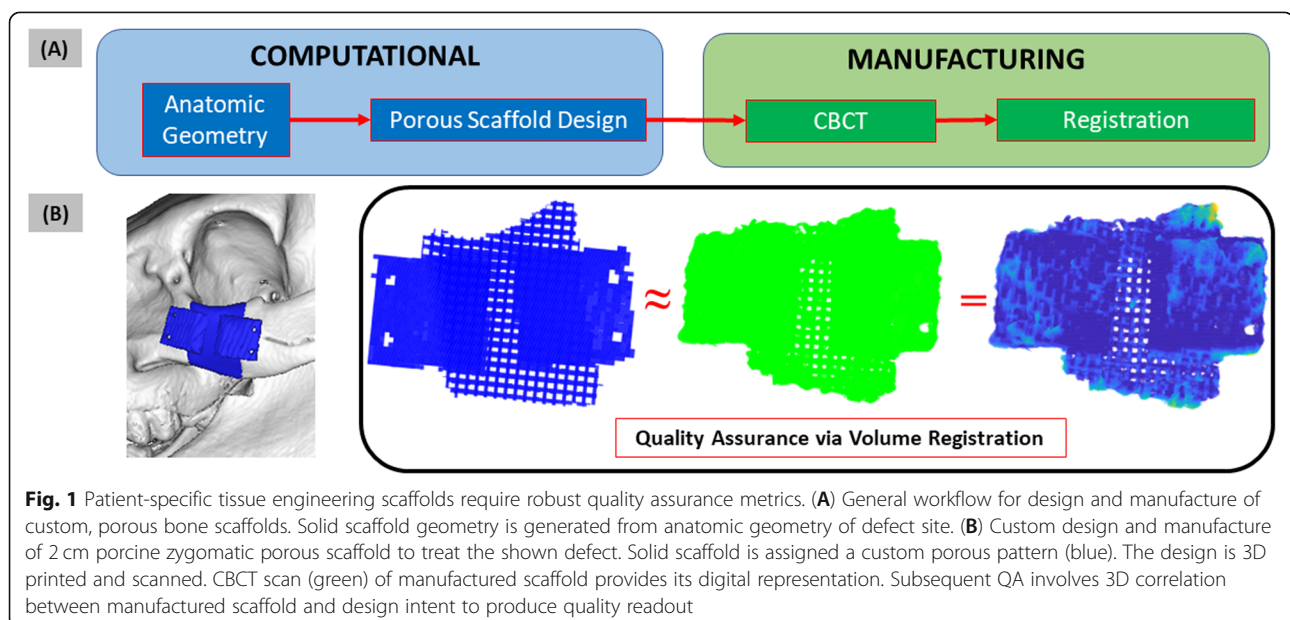 (A)
COMPUTATIONAL
MANUFACTURING
Anatomic
Geometry
Porous Scaffold Design
CBCT
Registration
(B)
≈
=
Quality Assurance via Volume Registration
Fig. 1 Patient-specific tissue engineering scaffolds require robust quality assurance metrics. (A) General workflow for design and manufacture of
custom, porous bone scaffolds. Solid scaffold geometry is generated from anatomic geometry of defect site. (B) Custom design and manufacture
of 2 cm porcine zygomatic porous scaffold to treat the shown defect. Solid scaffold is assigned a custom porous pattern (blue). The design is 3D
printed and scanned. CBCT scan (green) of manufactured scaffold provides its digital representation. Subsequent QA involves 3D correlation
between manufactured scaffold and design intent to produce quality readout